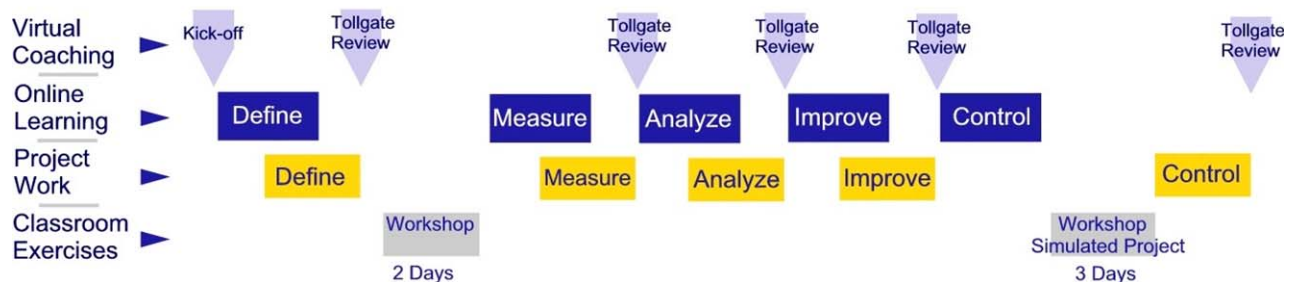 Virtual
Coaching
Kick-off
Tollgate
Review
Tollgate
Review
Tollgate
Review
Tollgate
Review
Tollgate
Review
Online
Learning
Define
Measure
Analyze
Improve
Control
Project
Work
Define
Measure
Analyze
Improve
Control
Classroom
Exercises
Workshop
2 Days
Workshop
Simulated Project
3 Days